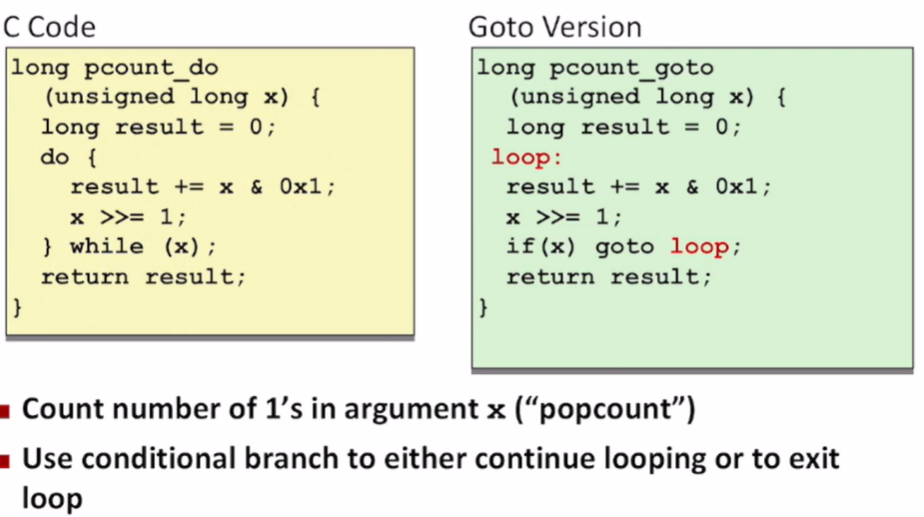 C Code
long pcount_do
(unsigned long x) {
long result = 0;
do {
result += x & 0x1;
x >>= 1;
} while (x);
return result;
}
Goto Version
long pcount_goto
(unsigned long x) {
long result = 0;
loop:
result += x & 0x1;
x >>= 1;
if(x) goto loop;
return result;
}
Count number of 1's in argument x (“popcount”)
Use conditional branch to either continue looping or to exit
loop